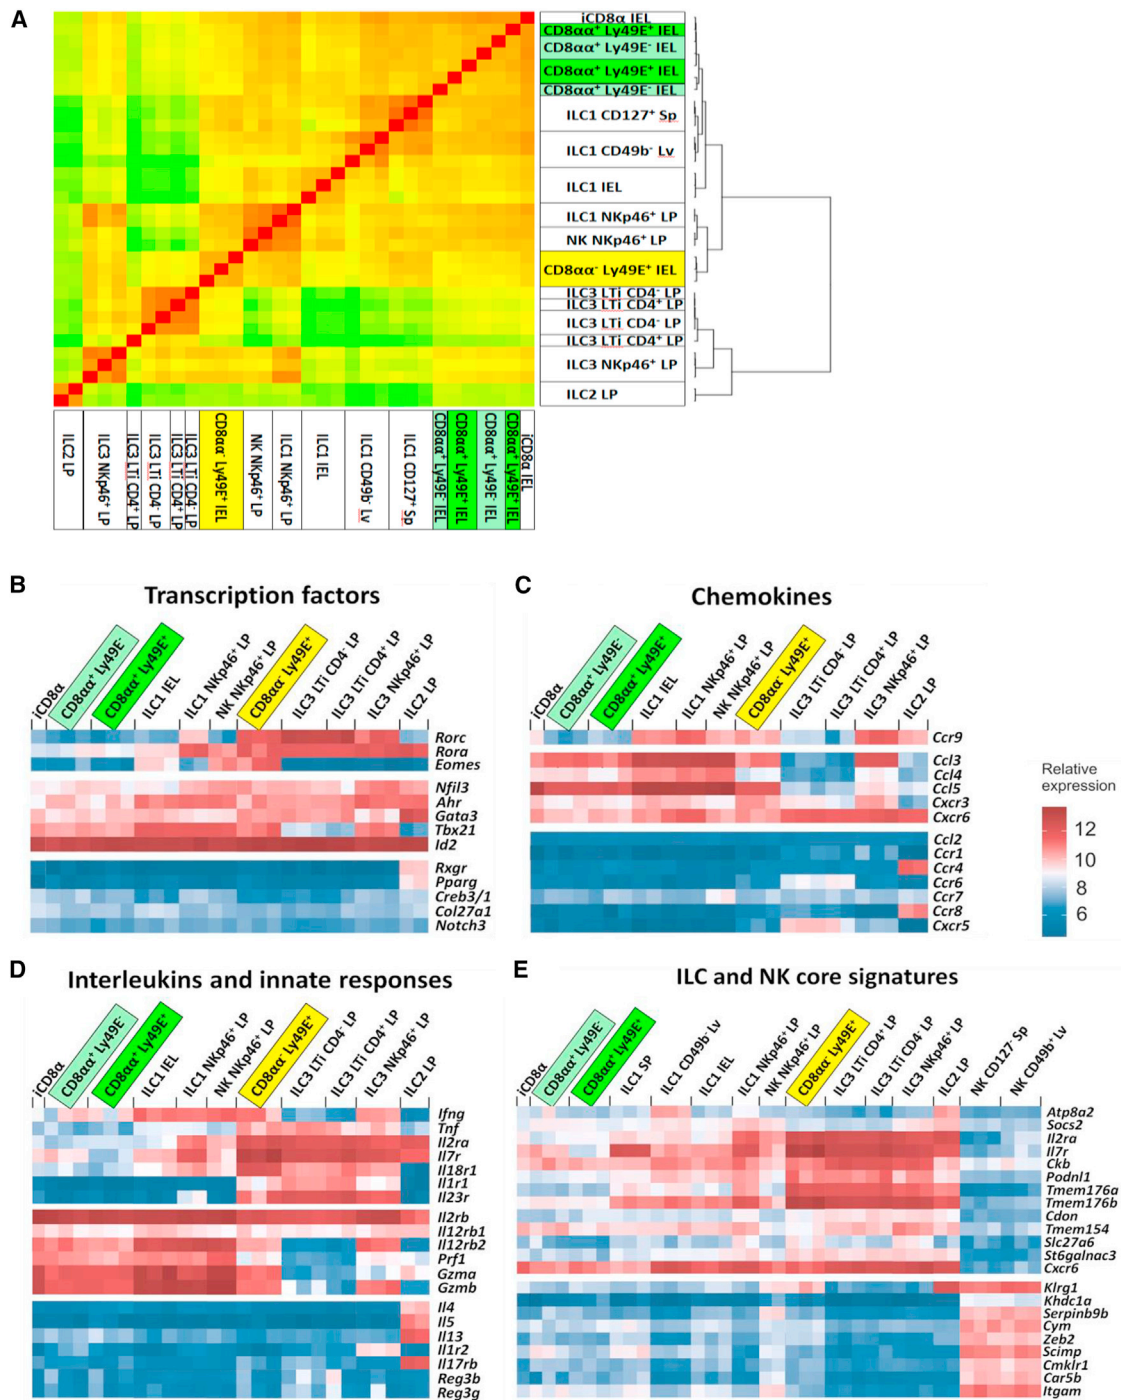 A
iCD8α IEL
CD8αα⁺ Ly49E⁺ IEL
CD8αα⁺ Ly49E⁻ IEL
CD8αα⁺ Ly49E⁺ IEL
CD8αα⁺ Ly49E⁻ IEL
ILC1 CD127⁺ Sp
ILC1 CD49b⁻ Lv
ILC1 IEL
ILC1 NKp46⁺ LP
NK NKp46⁺ LP
CD8αα⁻ Ly49E⁺ IEL
ILC3 LTi CD4⁻ LP
ILC3 LTi CD4⁺ LP
ILC3 LTi CD4⁻ LP
ILC3 LTi CD4⁺ LP
ILC3 NKp46⁺ LP
ILC2 LP
ILC2 LP
ILC3 NKp46⁺ LP
ILC3 LTi CD4⁺ LP
ILC3 LTi CD4⁻ LP
ILC3 LTi CD4⁺ LP
ILC3 LTi CD4⁻ LP
CD8αα⁻ Ly49E⁺ IEL
NK NKp46⁺ LP
ILC1 NKp46⁺ LP
ILC1 IEL
ILC1 CD49b⁻ Lv
ILC1 CD127⁺ Sp
CD8αα⁺ Ly49E⁻ IEL
CD8αα⁺ Ly49E⁺ IEL
CD8αα⁺ Ly49E⁻ IEL
CD8αα⁺ Ly49E⁺ IEL
iCD8α IEL
B
Transcription factors
iCD8α
CD8αα⁺ Ly49E⁻
CD8αα⁺ Ly49E⁺
ILC1 IEL
ILC1 NKp46⁺ LP
NK NKp46⁺ LP
CD8αα⁻ Ly49E⁺
ILC3 LTi CD4⁻ LP
ILC3 LTi CD4⁺ LP
ILC3 NKp46⁺ LP
ILC2 LP
Rorc
Rora
Eomes
Nfil3
Ahr
Gata3
Tbx21
Id2
Rxgr
Pparg
Creb3/1
Col27a1
Notch3
C
Chemokines
iCD8α
CD8αα⁺ Ly49E⁻
CD8αα⁺ Ly49E⁺
ILC1 IEL
ILC1 NKp46⁺ LP
NK NKp46⁺ LP
CD8αα⁻ Ly49E⁺
ILC3 LTi CD4⁻ LP
ILC3 LTi CD4⁺ LP
ILC3 NKp46⁺ LP
ILC2 LP
Ccr9
Ccl3
Ccl4
Ccl5
Cxcr3
Cxcr6
Ccl2
Ccr1
Ccr4
Ccr6
Ccr7
Ccr8
Cxcr5
Relative
expression
12
10
8
6
D
Interleukins and innate responses
iCD8α
CD8αα⁺ Ly49E⁻
CD8αα⁺ Ly49E⁺
ILC1 IEL
ILC1 NKp46⁺ LP
NK NKp46⁺ LP
CD8αα⁻ Ly49E⁺
ILC3 LTi CD4⁻ LP
ILC3 LTi CD4⁺ LP
ILC3 NKp46⁺ LP
ILC2 LP
Ifng
Tnf
Il2ra
Il7r
Il18r1
Il1r1
Il23r
Il2rb
Il12rb1
Il12rb2
Prf1
Gzma
Gzmb
Il4
Il5
Il13
Il1r2
Il17rb
Reg3b
Reg3g
E
ILC and NK core signatures
iCD8α
CD8αα⁺ Ly49E⁻
CD8αα⁺ Ly49E⁺
ILC1 SP
ILC1 CD49b⁻ Lv
ILC1 IEL
ILC1 NKp46⁺ LP
NK NKp46⁺ LP
CD8αα⁻ Ly49E⁺
ILC3 LTi CD4⁺ LP
ILC3 LTi CD4⁻ LP
ILC3 NKp46⁺ LP
ILC2 LP
NK CD127⁻ Sp
NK CD49b⁺ Lv
Atp8a2
Socs2
Il2ra
Il7r
Ckb
Podnl1
Tmem176a
Tmem176b
Cdon
Tmem154
Slc27a6
St6galnac3
Cxcr6
Klrg1
Khdc1a
Serpinb9b
Cym
Zeb2
Scimp
Cmklr1
Car5b
Itgam